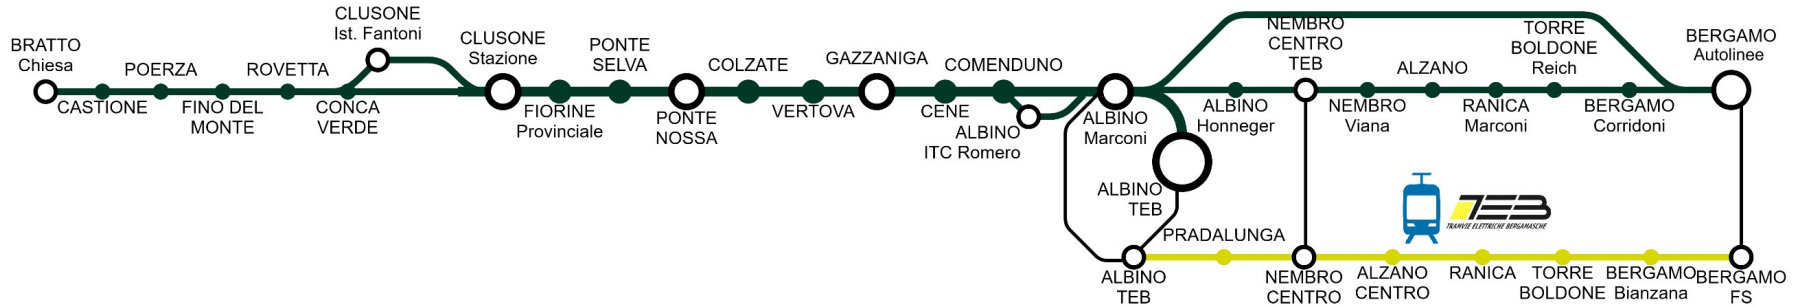 BRATTO
Chiesa
CASTIONE
POERZA
FINO DEL
MONTE
ROVETTA
CONCA
VERDE
CLUSONE
Ist. Fantoni
CLUSONE
Stazione
FIORINE
Provinciale
PONTE
SELVA
PONTE
NOSSA
COLZATE
VERTOVA
GAZZANIGA
CENE
COMENDUNO
ALBINO
ITC Romero
ALBINO
Marconi
ALBINO
TEB
ALBINO
Honneger
NEMBRO
CENTRO
TEB
NEMBRO
Viana
ALZANO
RANICA
Marconi
TORRE
BOLDONE
Reich
BERGAMO
Corridoni
BERGAMO
Autolinee
TEB
TRAMVIE ELETTRICHE BERGAMASCHE
ALBINO
TEB
PRADALUNGA
NEMBRO
CENTRO
ALZANO
CENTRO
RANICA
TORRE
BOLDONE
BERGAMO
Bianzana
BERGAMO
FS